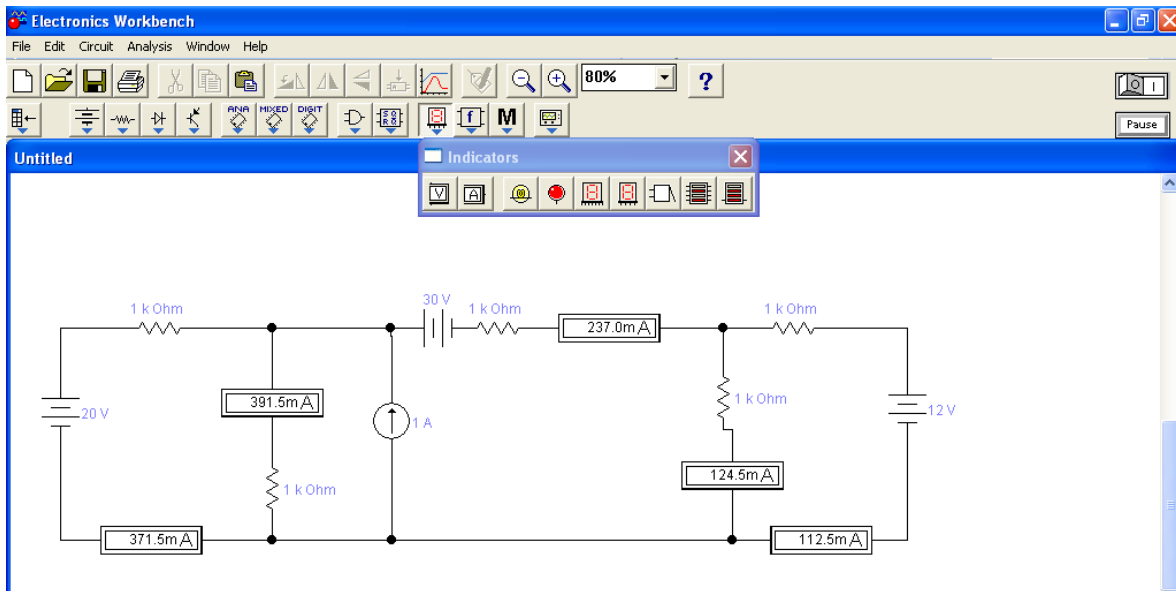 Electronics Workbench
File Edit Circuit Analysis Window Help
80% ?
ANA MIXED DIGIT f M
Pause
Untitled
Indicators
V A
30 V
1 k Ohm 1 k Ohm 1 k Ohm
237.0m A
391.5m A 1 k Ohm
20 V 1 A 12 V
124.5m A
1 k Ohm
371.5m A 112.5m A